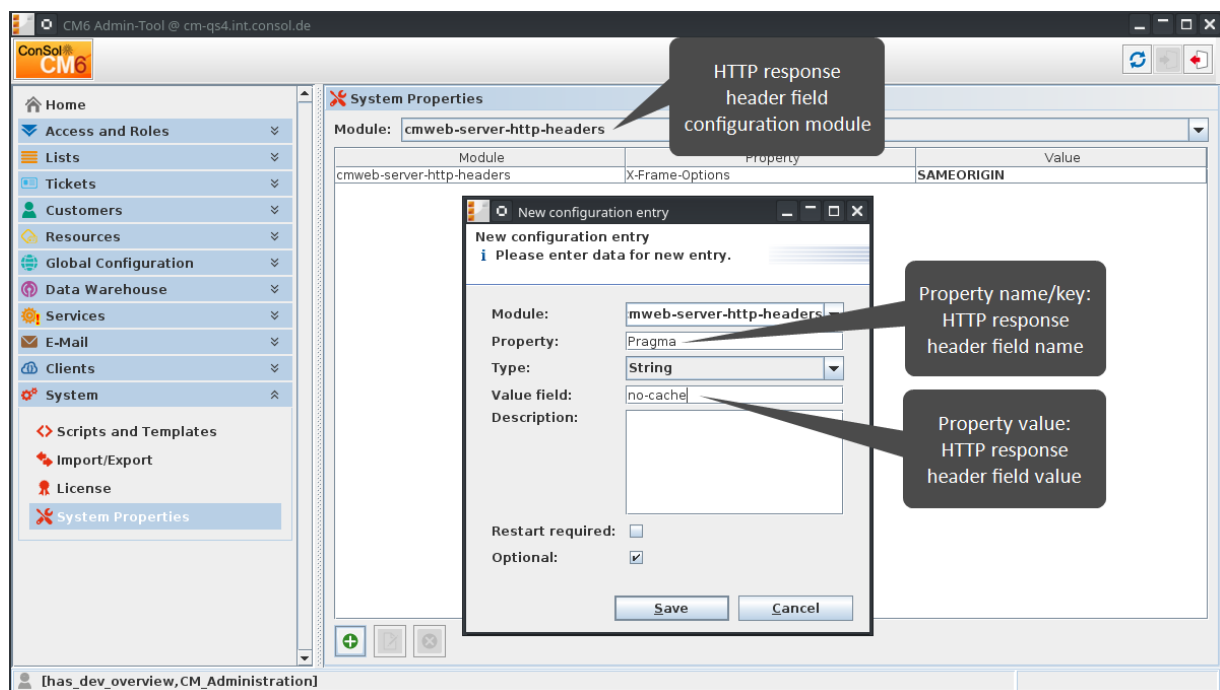 CM6 Admin-Tool @ cm-qs4.int.consol.de
ConSol
CM6
HTTP response
header field
configuration module
Home
Access and Roles
Lists
Tickets
Customers
Resources
Global Configuration
Data Warehouse
Services
E-Mail
Clients
System
Scripts and Templates
Import/Export
License
System Properties
System Properties
Module: cmweb-server-http-headers
Module Property Value
cmweb-server-http-headers X-Frame-Options SAMEORIGIN
New configuration entry
New configuration entry
i Please enter data for new entry.
Module: mweb-server-http-headers
Property: Pragma
Type: String
Value field: no-cache
Description:
Restart required:
Optional:
Save Cancel
Property name/key:
HTTP response
header field name
Property value:
HTTP response
header field value
[has_dev_overview,CM_Administration]